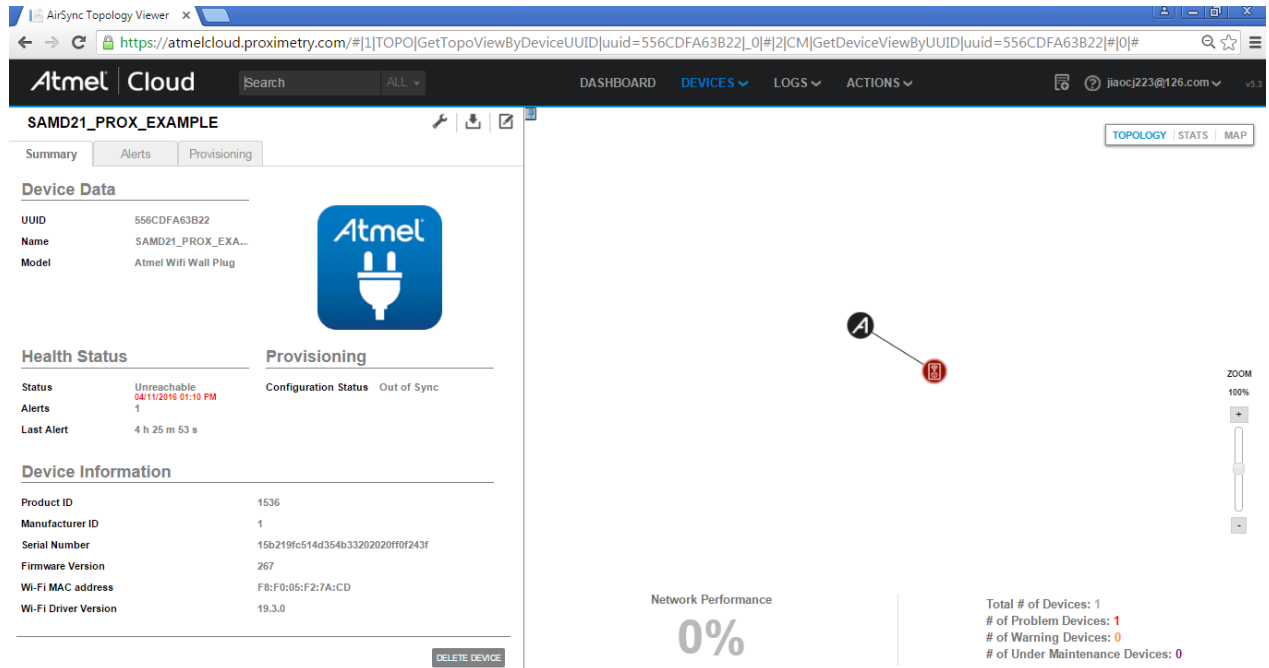 AirSync Topology Viewer
https://atmelcloud.proximetry.com/#|1|TOPO|GetTopoViewByDeviceUUID|uuid=556CDFA63B22|_0|#|2|CM|GetDeviceViewByUUID|uuid=556CDFA63B22|#|0|#
Atmel Cloud Search ALL DASHBOARD DEVICES LOGS ACTIONS jiaocj223@126.com v5.3
SAMD21_PROX_EXAMPLE
TOPOLOGY STATS MAP
Summary Alerts Provisioning
Device Data
UUID 556CDFA63B22
Name SAMD21_PROX_EXA...
Model Atmel Wifi Wall Plug
Atmel
Health Status Provisioning
Status Unreachable Configuration Status Out of Sync
04/11/2016 01:10 PM
Alerts 1
Last Alert 4 h 25 m 53 s
ZOOM
100%
+
-
Device Information
Product ID 1536
Manufacturer ID 1
Serial Number 15b219fc514d354b33202020ff0f243f
Firmware Version 267
Wi-Fi MAC address F8:F0:05:F2:7A:CD
Wi-Fi Driver Version 19.3.0
DELETE DEVICE
Network Performance
0%
Total # of Devices: 1
# of Problem Devices: 1
# of Warning Devices: 0
# of Under Maintenance Devices: 0